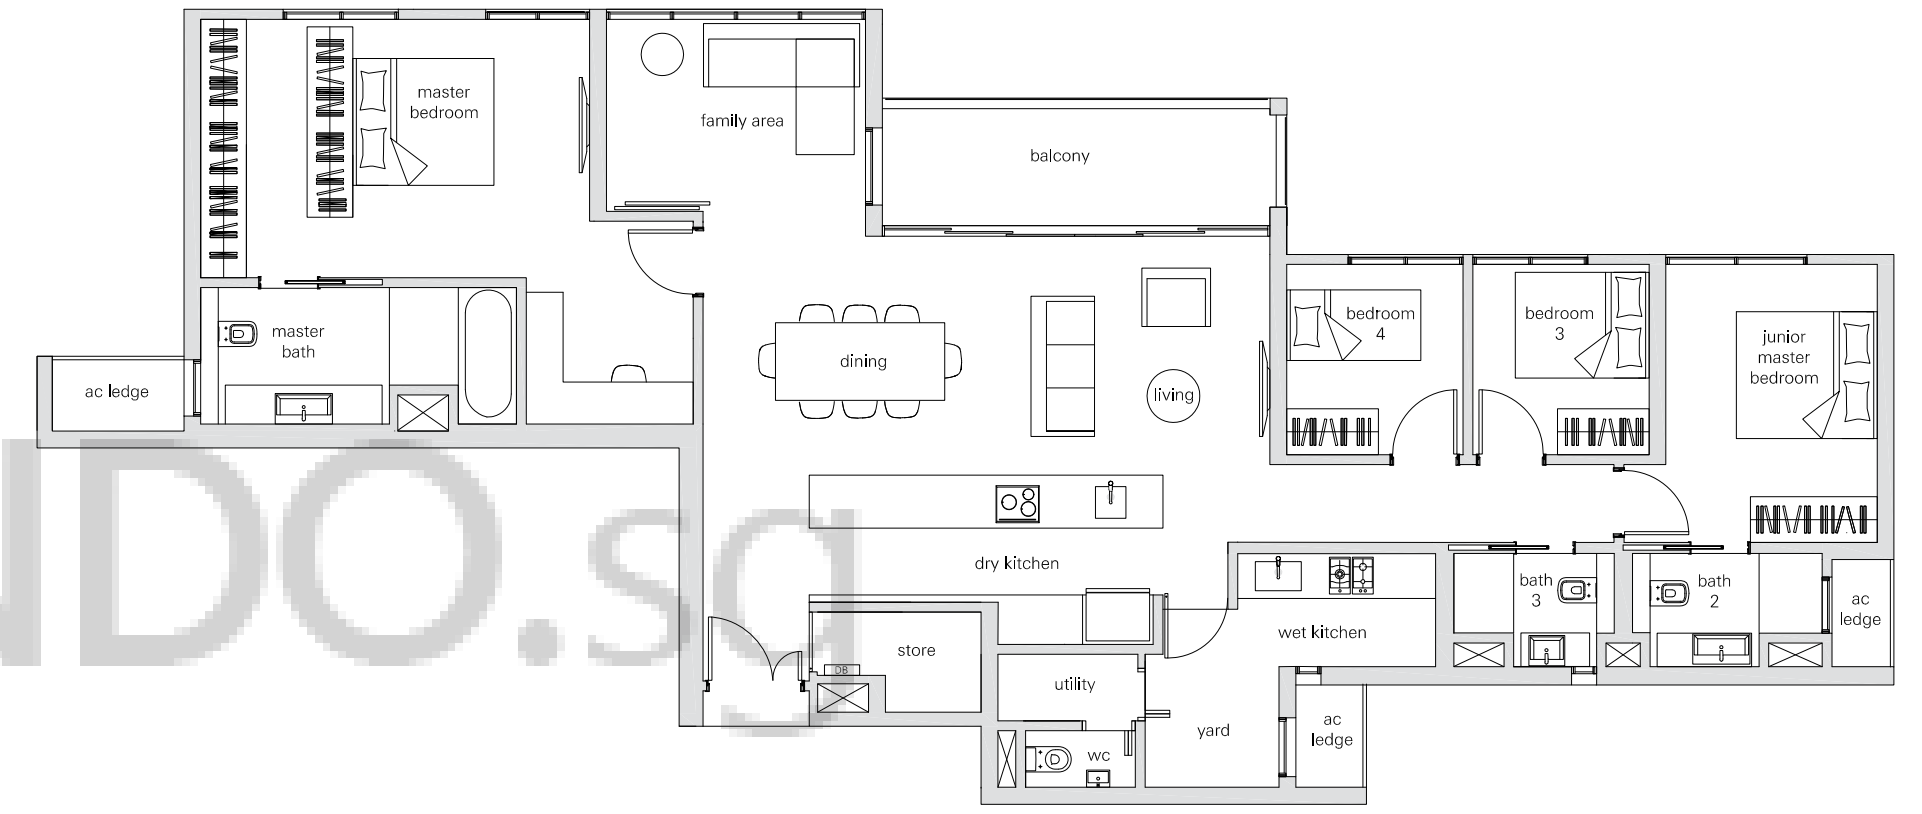 master
bedroom
family area
balcony
master
bath
ac ledge
dining
living
bedroom
4
bedroom
3
junior
master
bedroom
dry kitchen
store
DB
utility
wc
yard
wet kitchen
ac
ledge
bath
3
bath
2
ac
ledge
NDO.sg